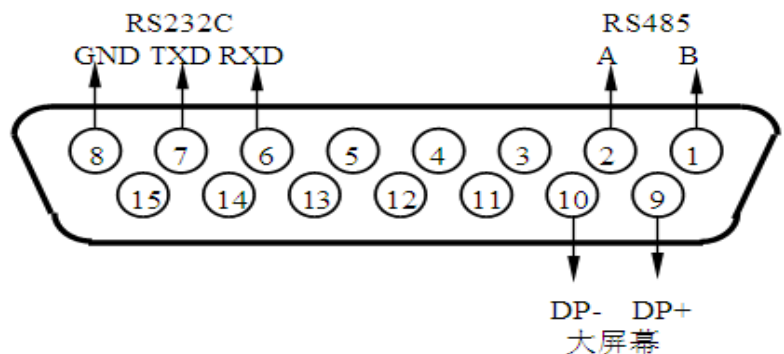 RS232C RS485
GND TXD RXD A B
8 7 6 5 4 3 2 1
15 14 13 12 11 10 9
DP- DP+
大屏幕